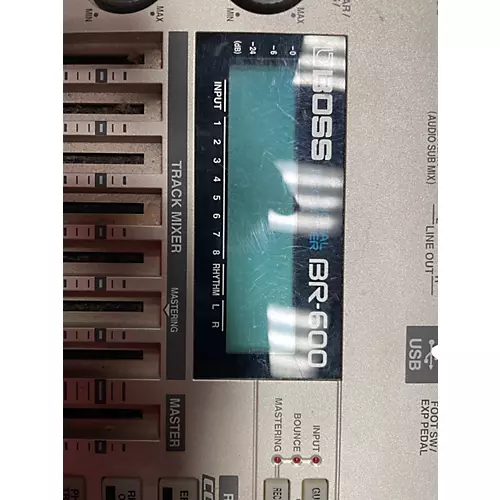 MIN MAX
MIN MAX
AR/
(AUDIO SUB MIX)
LINE OUT
USB
FOOT SW/
EXP PEDAL
BOSS
BR-600
(dB) -24 -6 -0
INPUT 1 2 3 4 5 6 7 8 RHYTHM L R
TRACK MIXER
MASTERING
MASTER
INPUT
BOUNCE
MASTERING